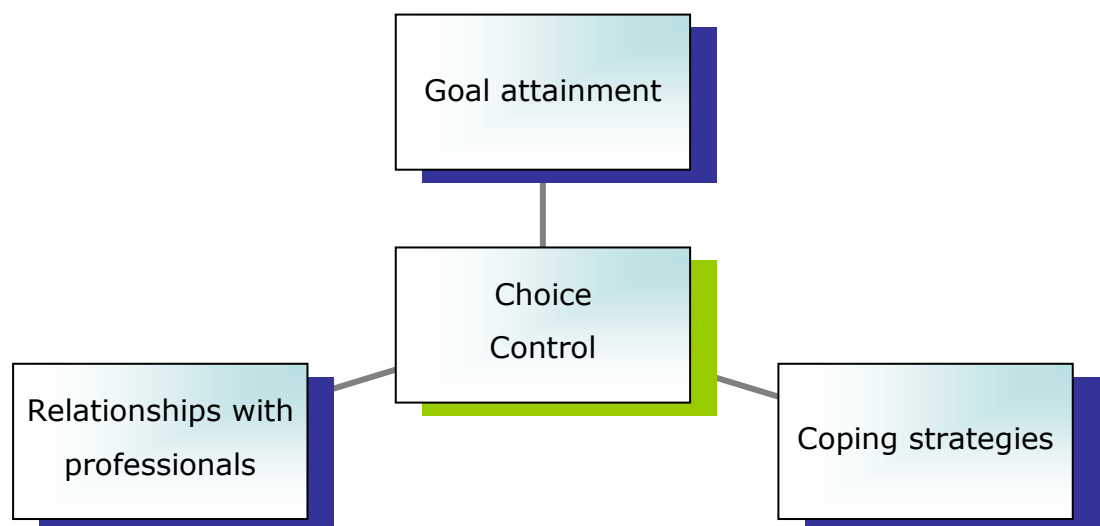 Goal attainment
Choice
Control
Relationships with
professionals
Coping strategies